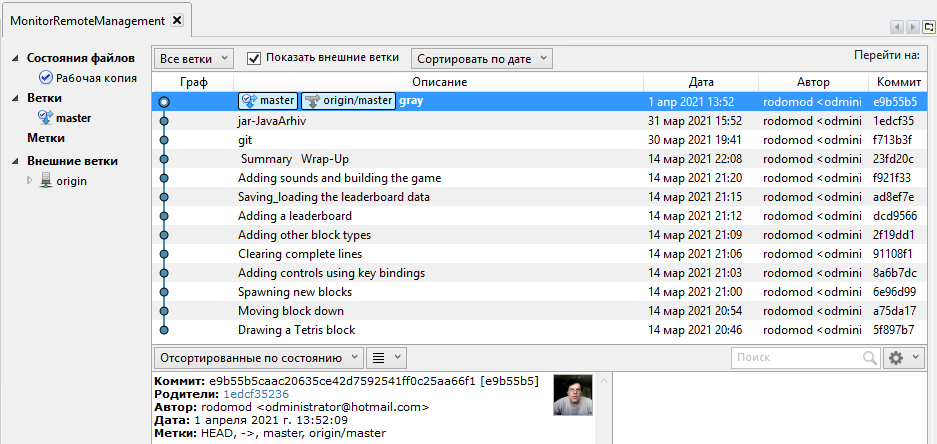 MonitorRemoteManagement
Состояния файлов
Рабочая копия
Ветки
master
Метки
Внешние ветки
origin
Все ветки Показать внешние ветки Сортировать по дате Перейти на:
Граф Описание Дата Автор Коммит
master origin/master gray 1 апр 2021 13:52 rodomod <odmini e9b55b5
jar-JavaArhiv 31 мар 2021 15:52 rodomod <odmini 1edcf35
git 30 мар 2021 19:41 rodomod <odmini f713b3f
Summary Wrap-Up 14 мар 2021 22:08 rodomod <odmini 23fd20c
Adding sounds and building the game 14 мар 2021 21:20 rodomod <odmini f921f33
Saving_loading the leaderboard data 14 мар 2021 21:15 rodomod <odmini ad8ef7e
Adding a leaderboard 14 мар 2021 21:12 rodomod <odmini dcd9566
Adding other block types 14 мар 2021 21:09 rodomod <odmini 2f19dd1
Clearing complete lines 14 мар 2021 21:06 rodomod <odmini 91108f1
Adding controls using key bindings 14 мар 2021 21:03 rodomod <odmini 8a6b7dc
Spawning new blocks 14 мар 2021 21:00 rodomod <odmini 6e96d99
Moving block down 14 мар 2021 20:54 rodomod <odmini a75da17
Drawing a Tetris block 14 мар 2021 20:46 rodomod <odmini 5f897b7
Отсортированные по состоянию Поиск
Коммит: e9b55b5caac20635ce42d7592541ff0c25aa66f1 [e9b55b5]
Родители: 1edcf35236
Автор: rodomod <administrator@hotmail.com>
Дата: 1 апреля 2021 г. 13:52:09
Метки: HEAD, ->, master, origin/master